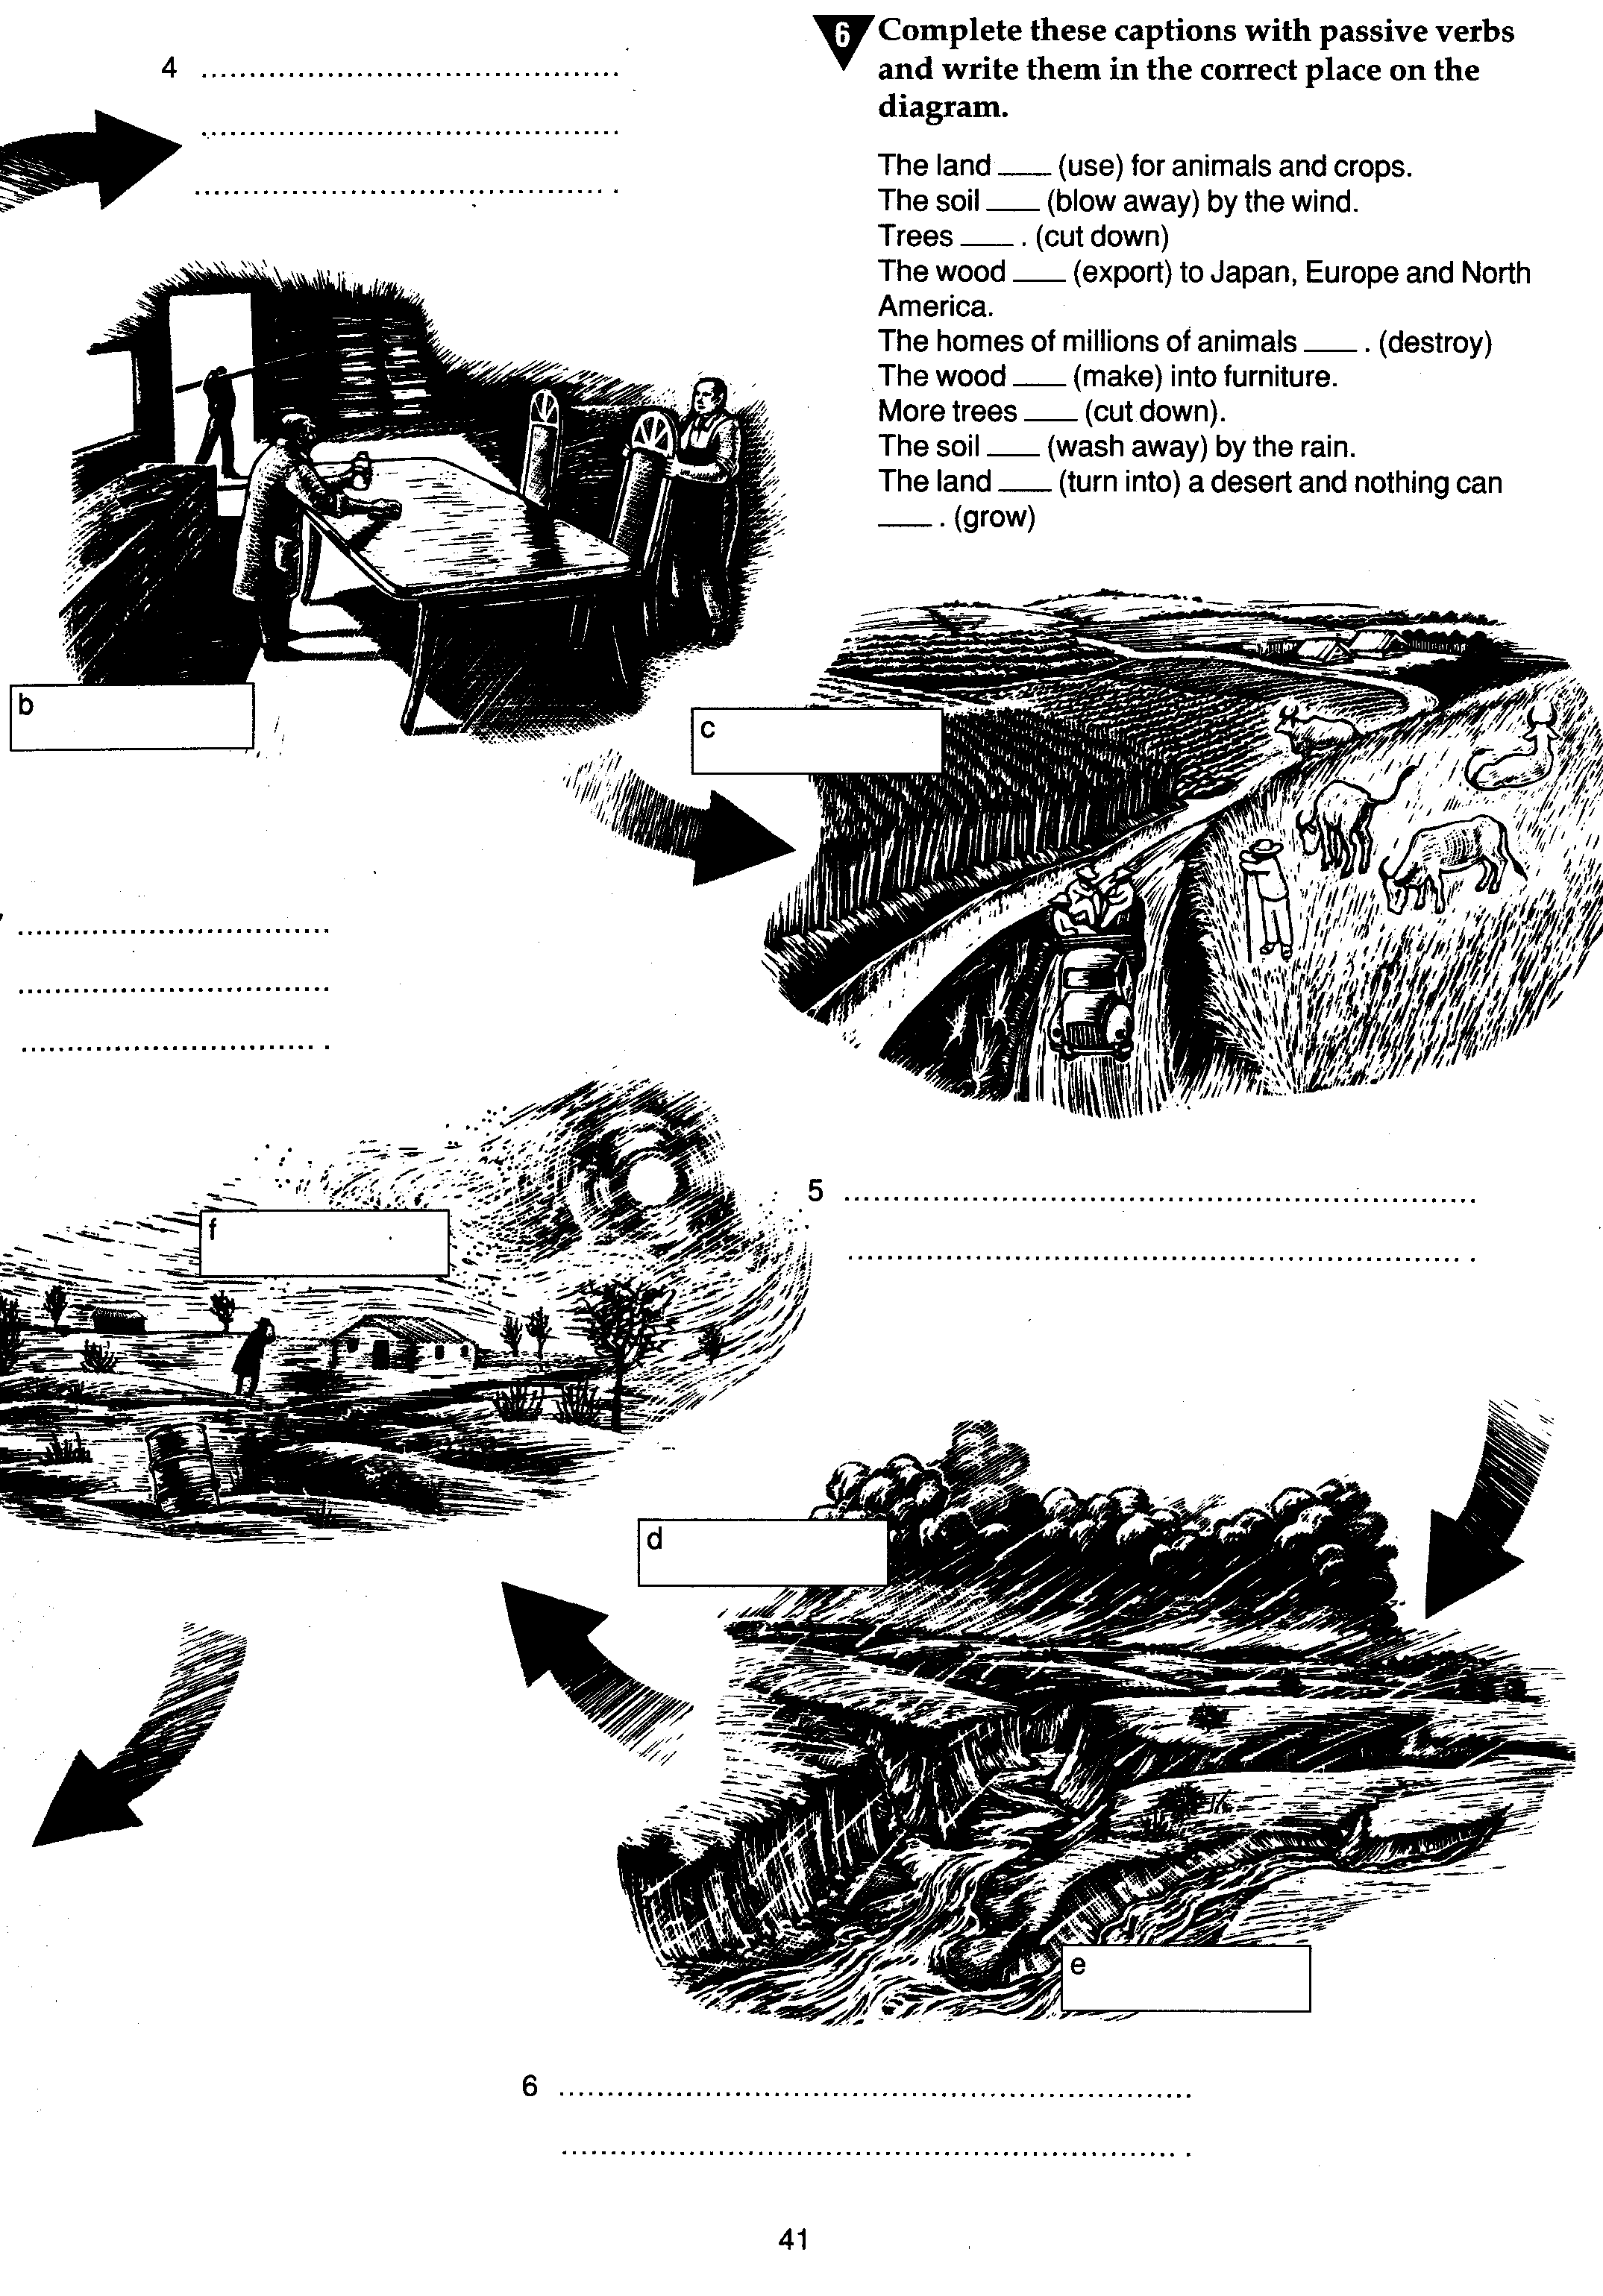 4 ..........................................
..........................................
.......................................... .
6 Complete these captions with passive verbs
and write them in the correct place on the
diagram.
The land ____ (use) for animals and crops.
The soil ____ (blow away) by the wind.
Trees ____ . (cut down)
The wood ____ (export) to Japan, Europe and North
America.
The homes of millions of animals ____ . (destroy)
The wood ____ (make) into furniture.
More trees ____ (cut down).
The soil ____ (wash away) by the rain.
The land ____ (turn into) a desert and nothing can
____ . (grow)
b
c
..........................................
..........................................
.......................................... .
5 ..........................................
.......................................... .
f
d
e
6 ..........................................
.......................................... .
41